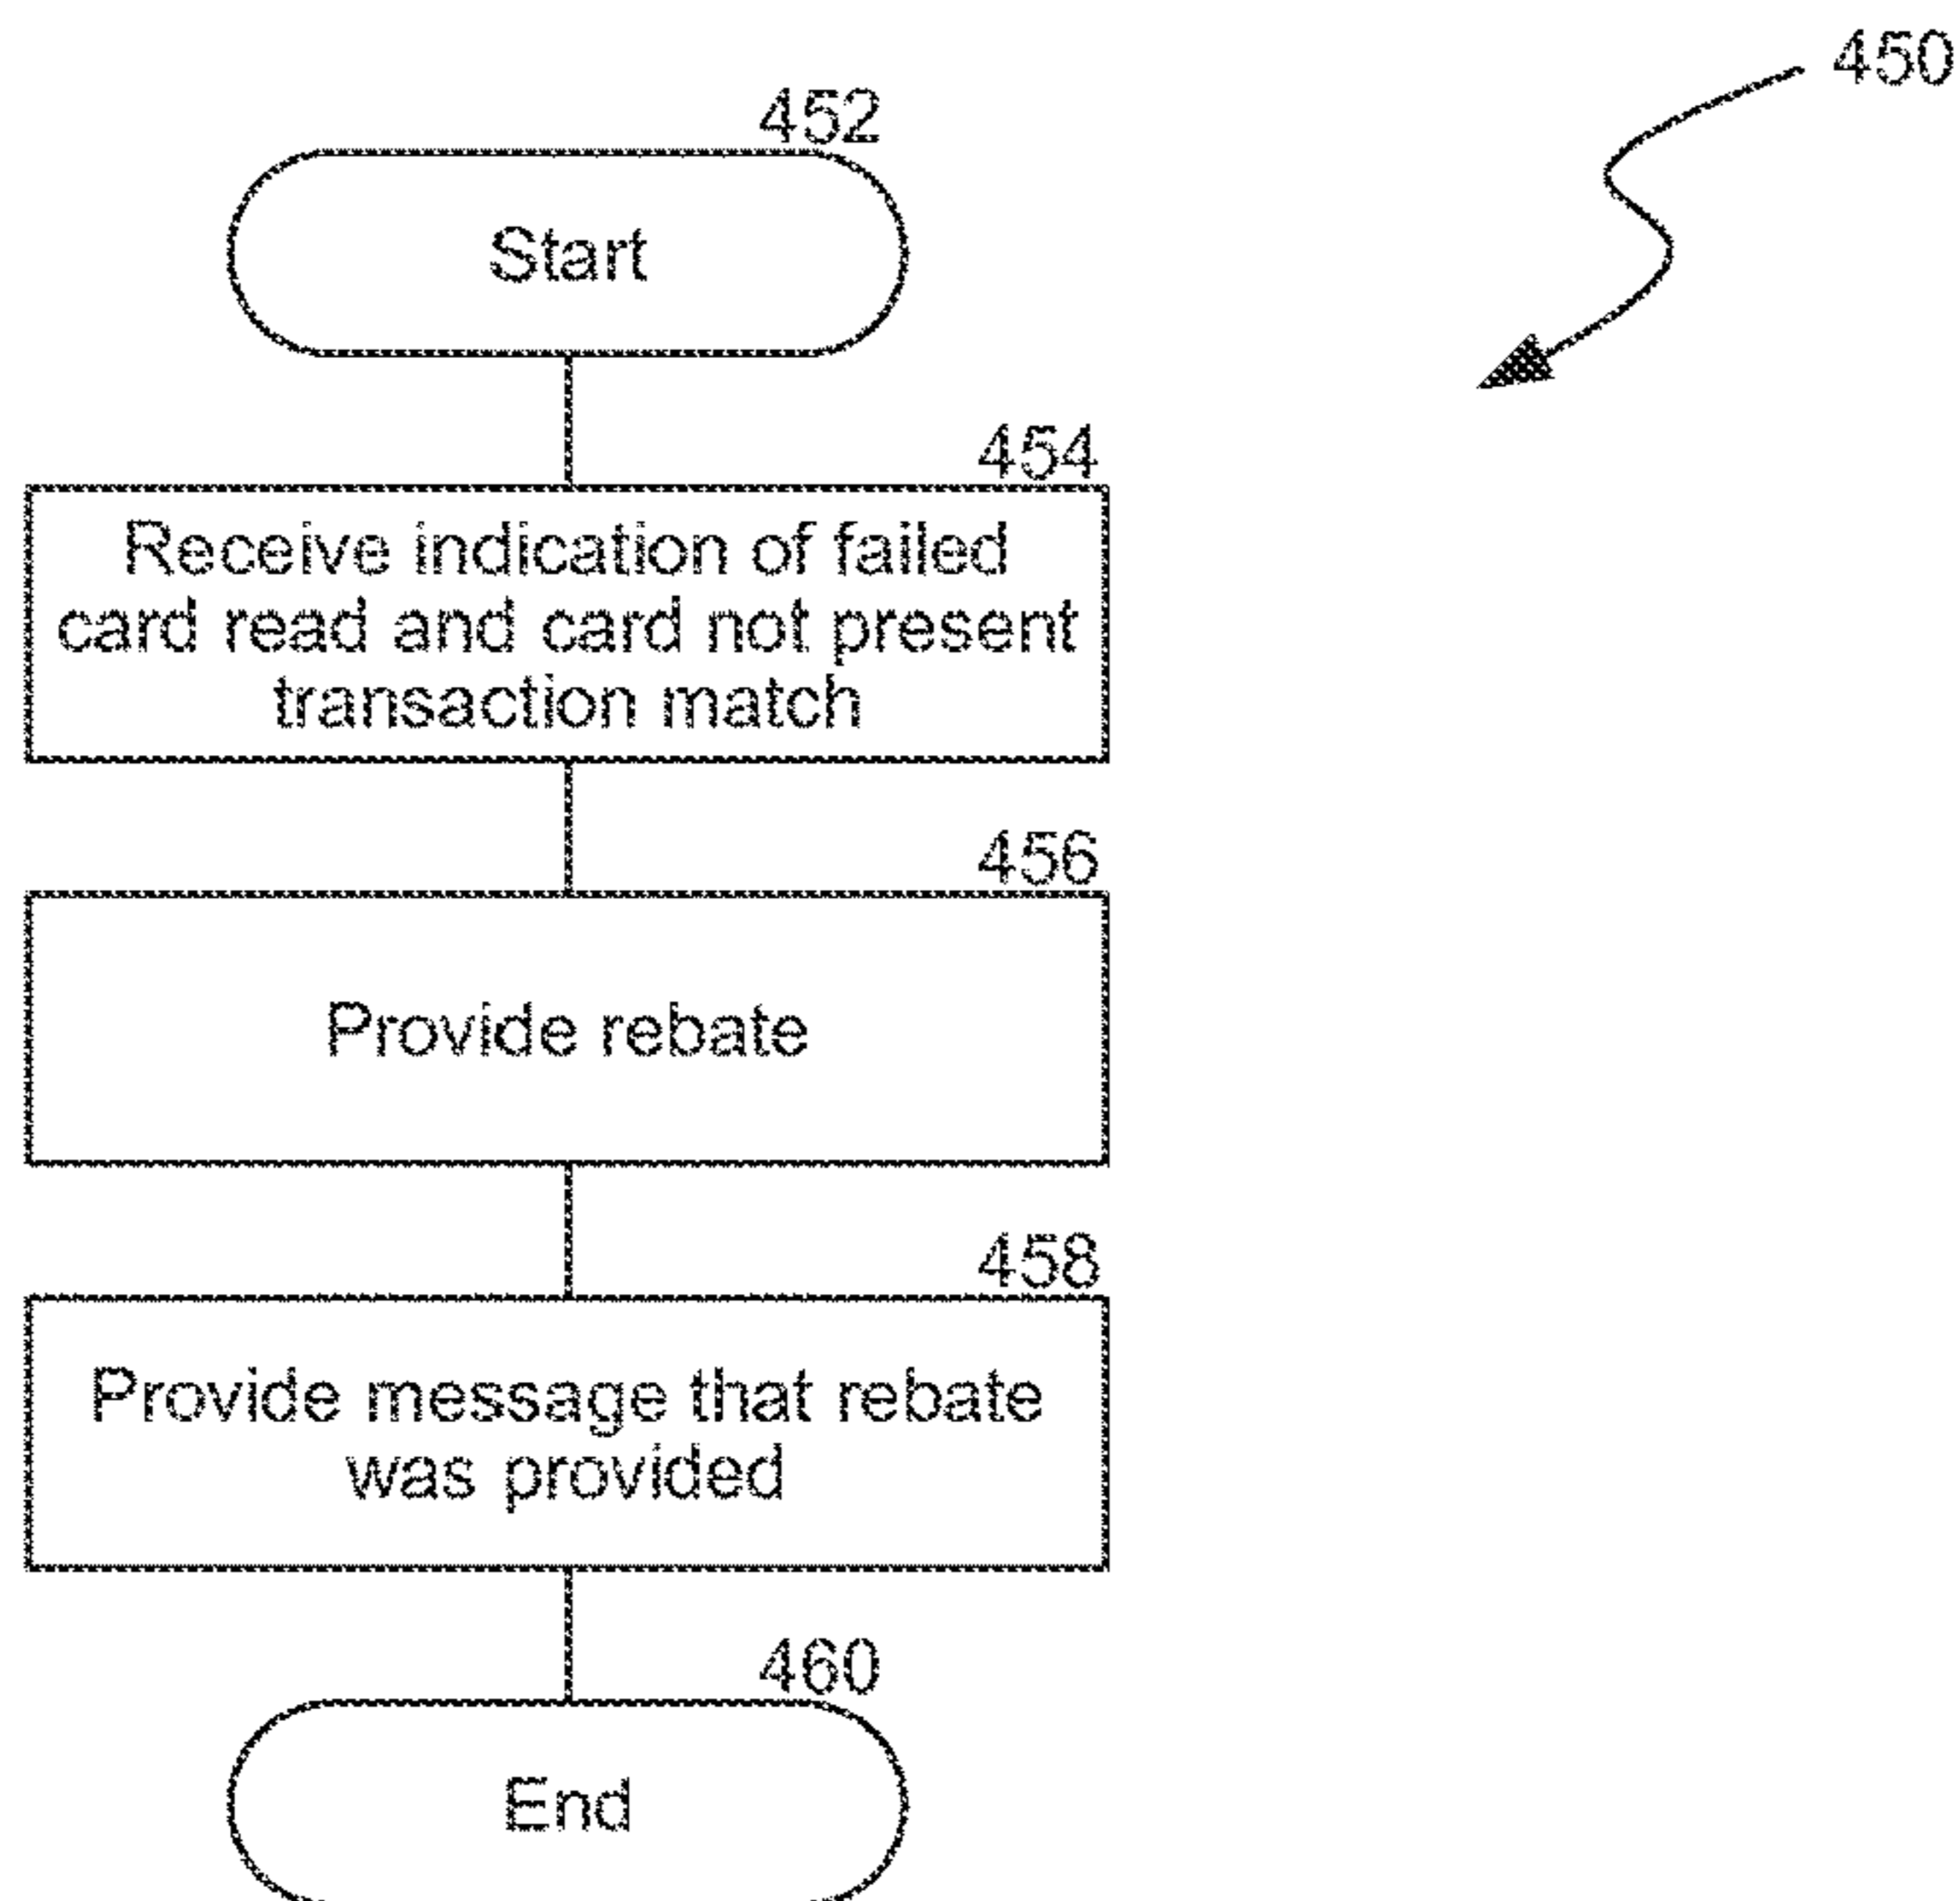 450
452
Start
454
Receive indication of failed
card read and card not present
transaction match
456
Provide rebate
458
Provide message that rebate
was provided
460
End